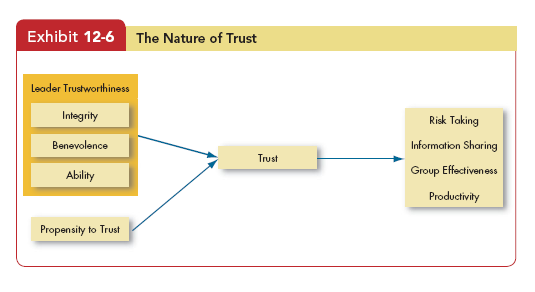 Exhibit 12-6 The Nature of Trust
Leader Trustworthiness
Integrity
Benevolence
Ability
Propensity to Trust
Trust
Risk Taking
Information Sharing
Group Effectiveness
Productivity